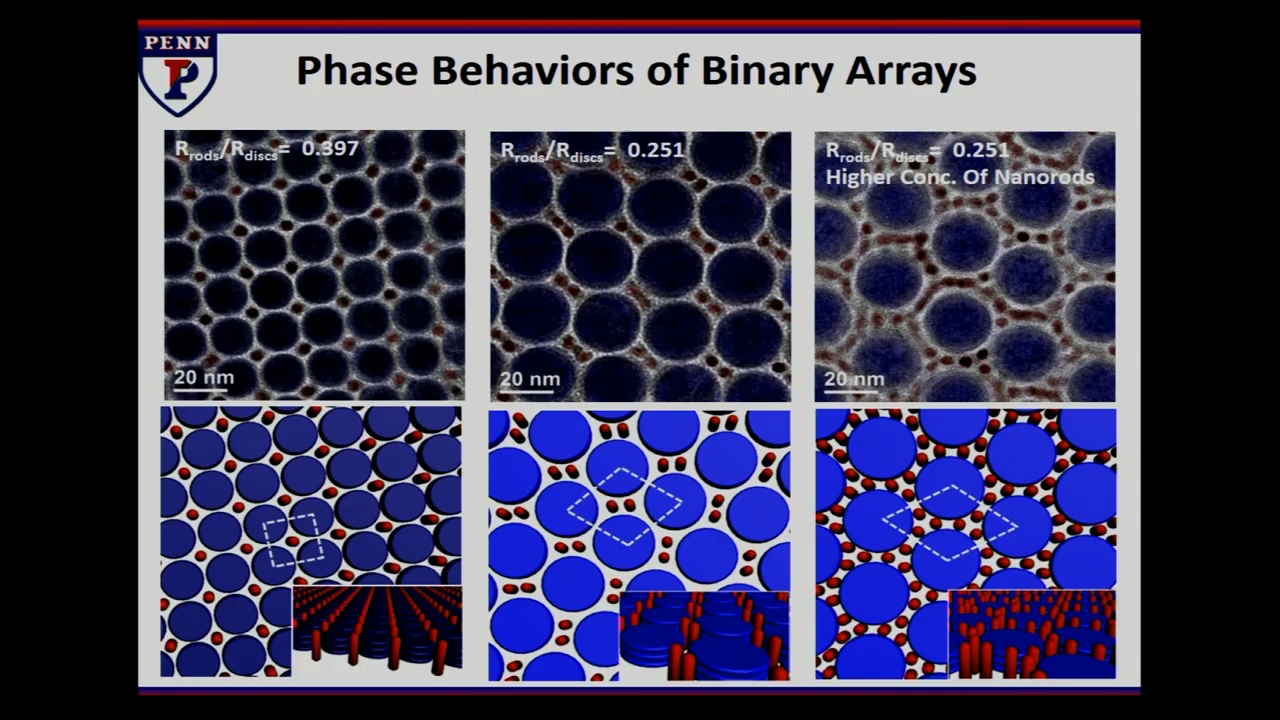 PENN
P
Phase Behaviors of Binary Arrays
Rrods/Rdiscs= 0.397
20 nm
Rrods/Rdiscs= 0.251
20 nm
Rrods/Rdiscs= 0.251
Higher Conc. Of Nanorods
20 nm